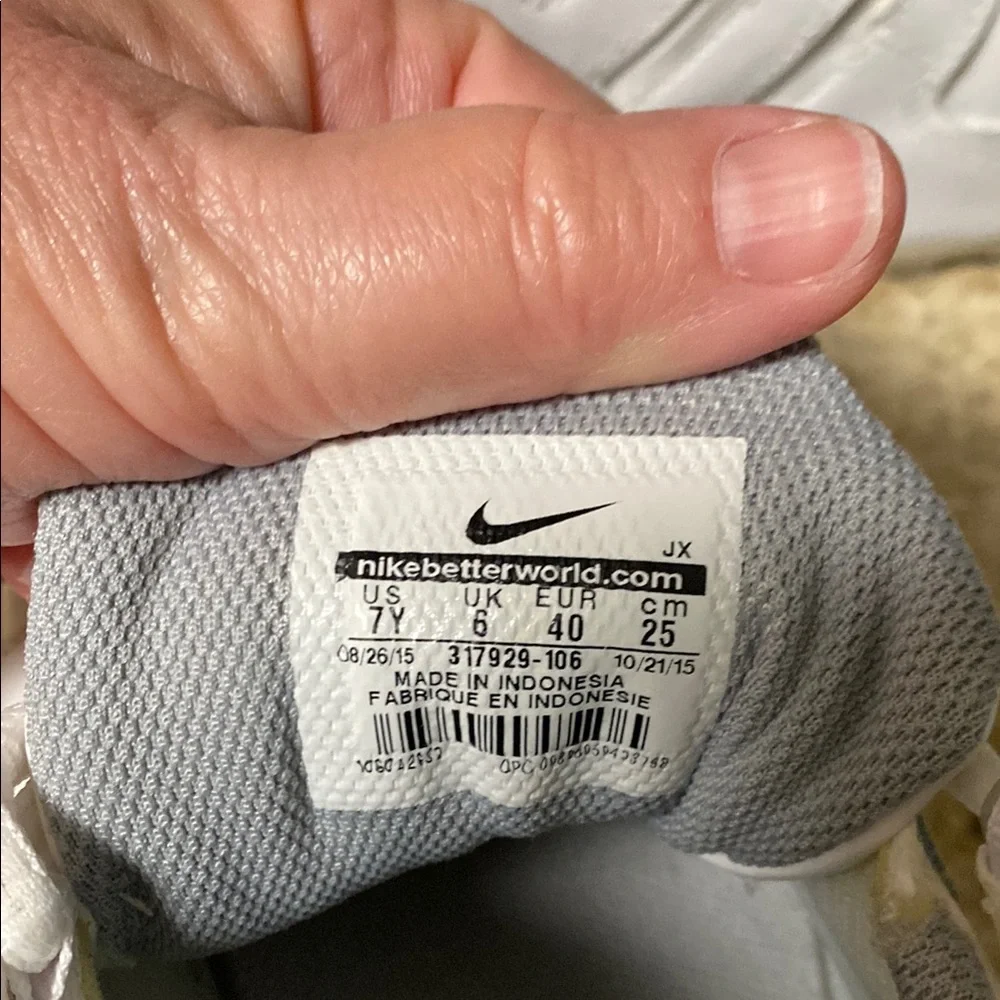 JX
nikebetterworld.com
US UK EUR cm
7Y 6 40 25
08/26/15 317929-106 10/21/15
MADE IN INDONESIA
FABRIQUE EN INDONESIE
UPC